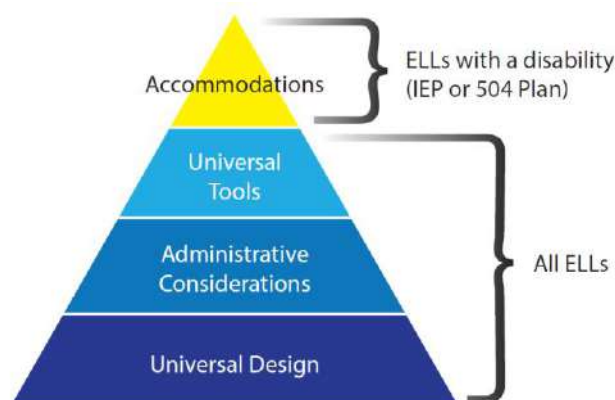 Accommodations
ELLs with a disability
(IEP or 504 Plan)
Universal
Tools
Administrative
Considerations
All ELLs
Universal Design